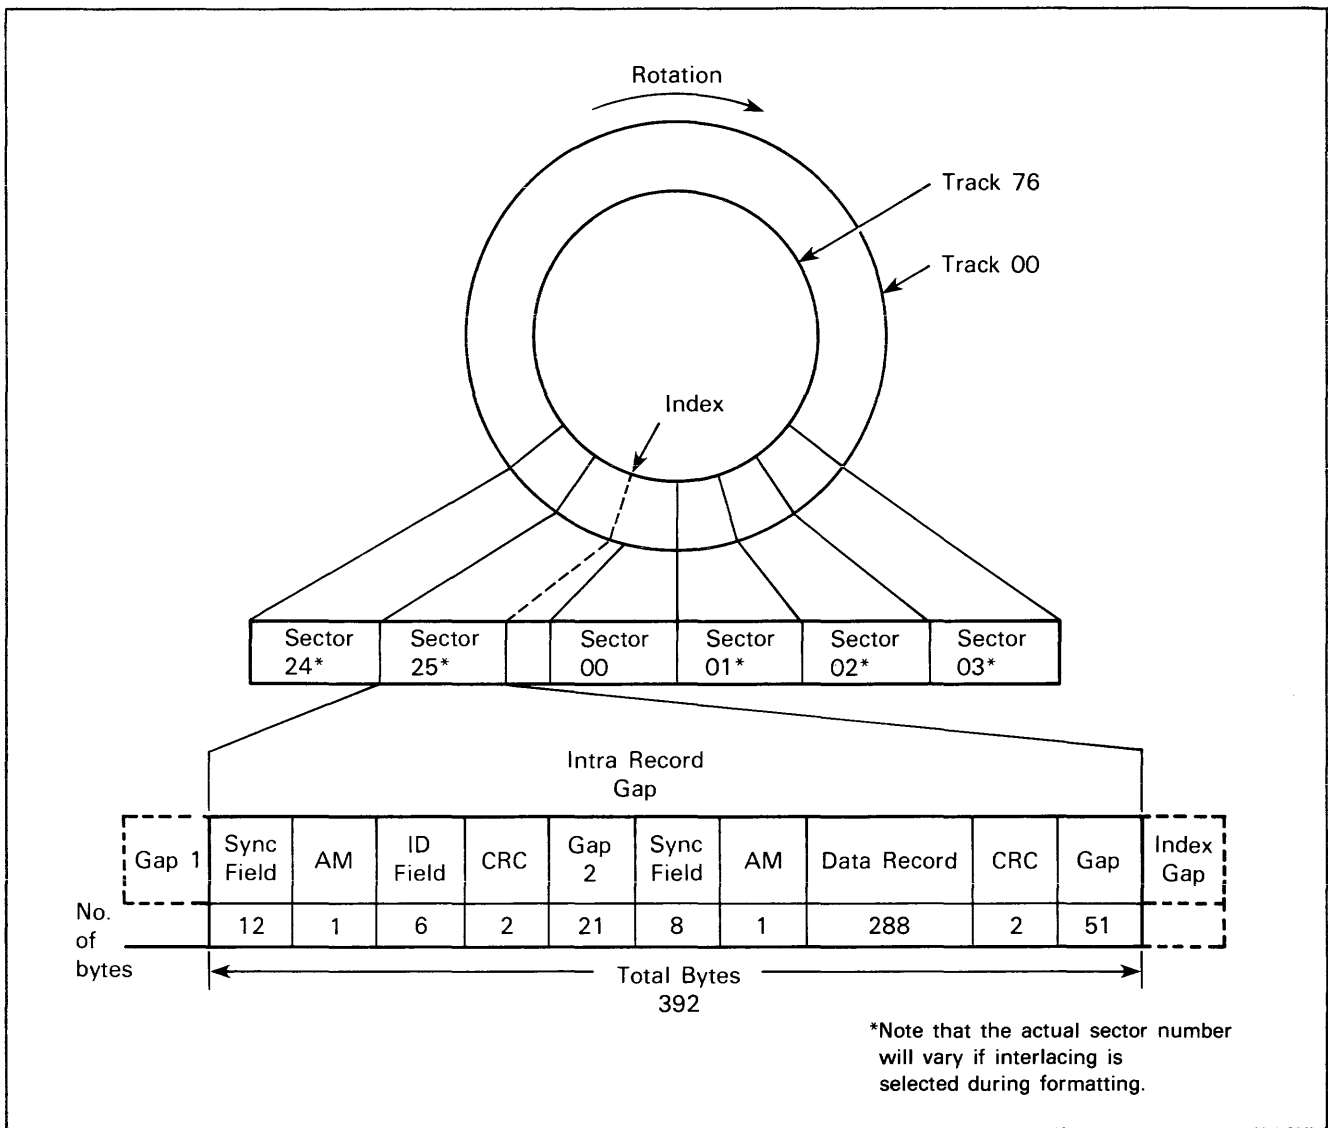 Rotation
Track 76
Track 00
Index
Sector 24*
Sector 25*
Sector 00
Sector 01*
Sector 02*
Sector 03*
Intra Record
Gap
Gap 1
Sync Field
AM
ID Field
CRC
Gap 2
Sync Field
AM
Data Record
CRC
Gap
Index Gap
No. of bytes
12 1 6 2 21 8 1 288 2 51
Total Bytes
392
*Note that the actual sector number
will vary if interlacing is
selected during formatting.